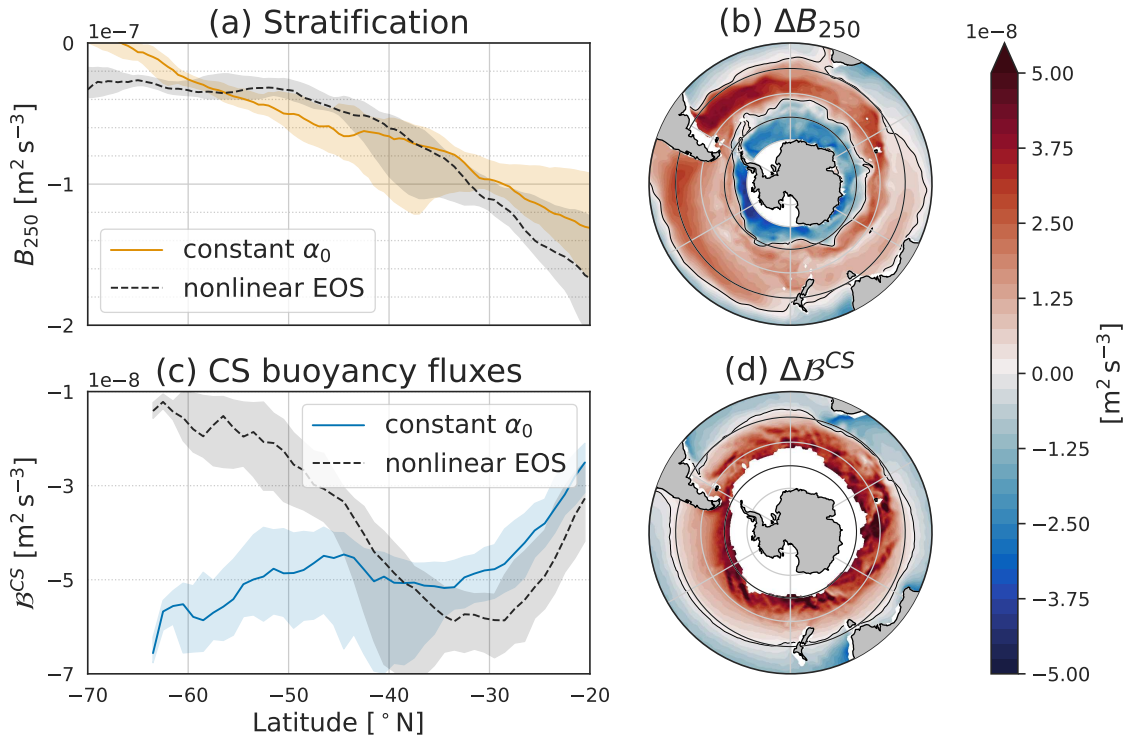 (a) Stratification
1e−7
0
−1
−2
B250 [m² s⁻³]
constant α₀
nonlinear EOS
(b) ΔB250
(c) CS buoyancy fluxes
1e−8
−1
−3
−5
−7
𝓑^CS [m² s⁻³]
constant α₀
nonlinear EOS
−70
−60
−50
−40
−30
−20
Latitude [°N]
(d) Δ𝓑^CS
1e−8
5.00
3.75
2.50
1.25
0.00
−1.25
−2.50
−3.75
−5.00
[m² s⁻³]